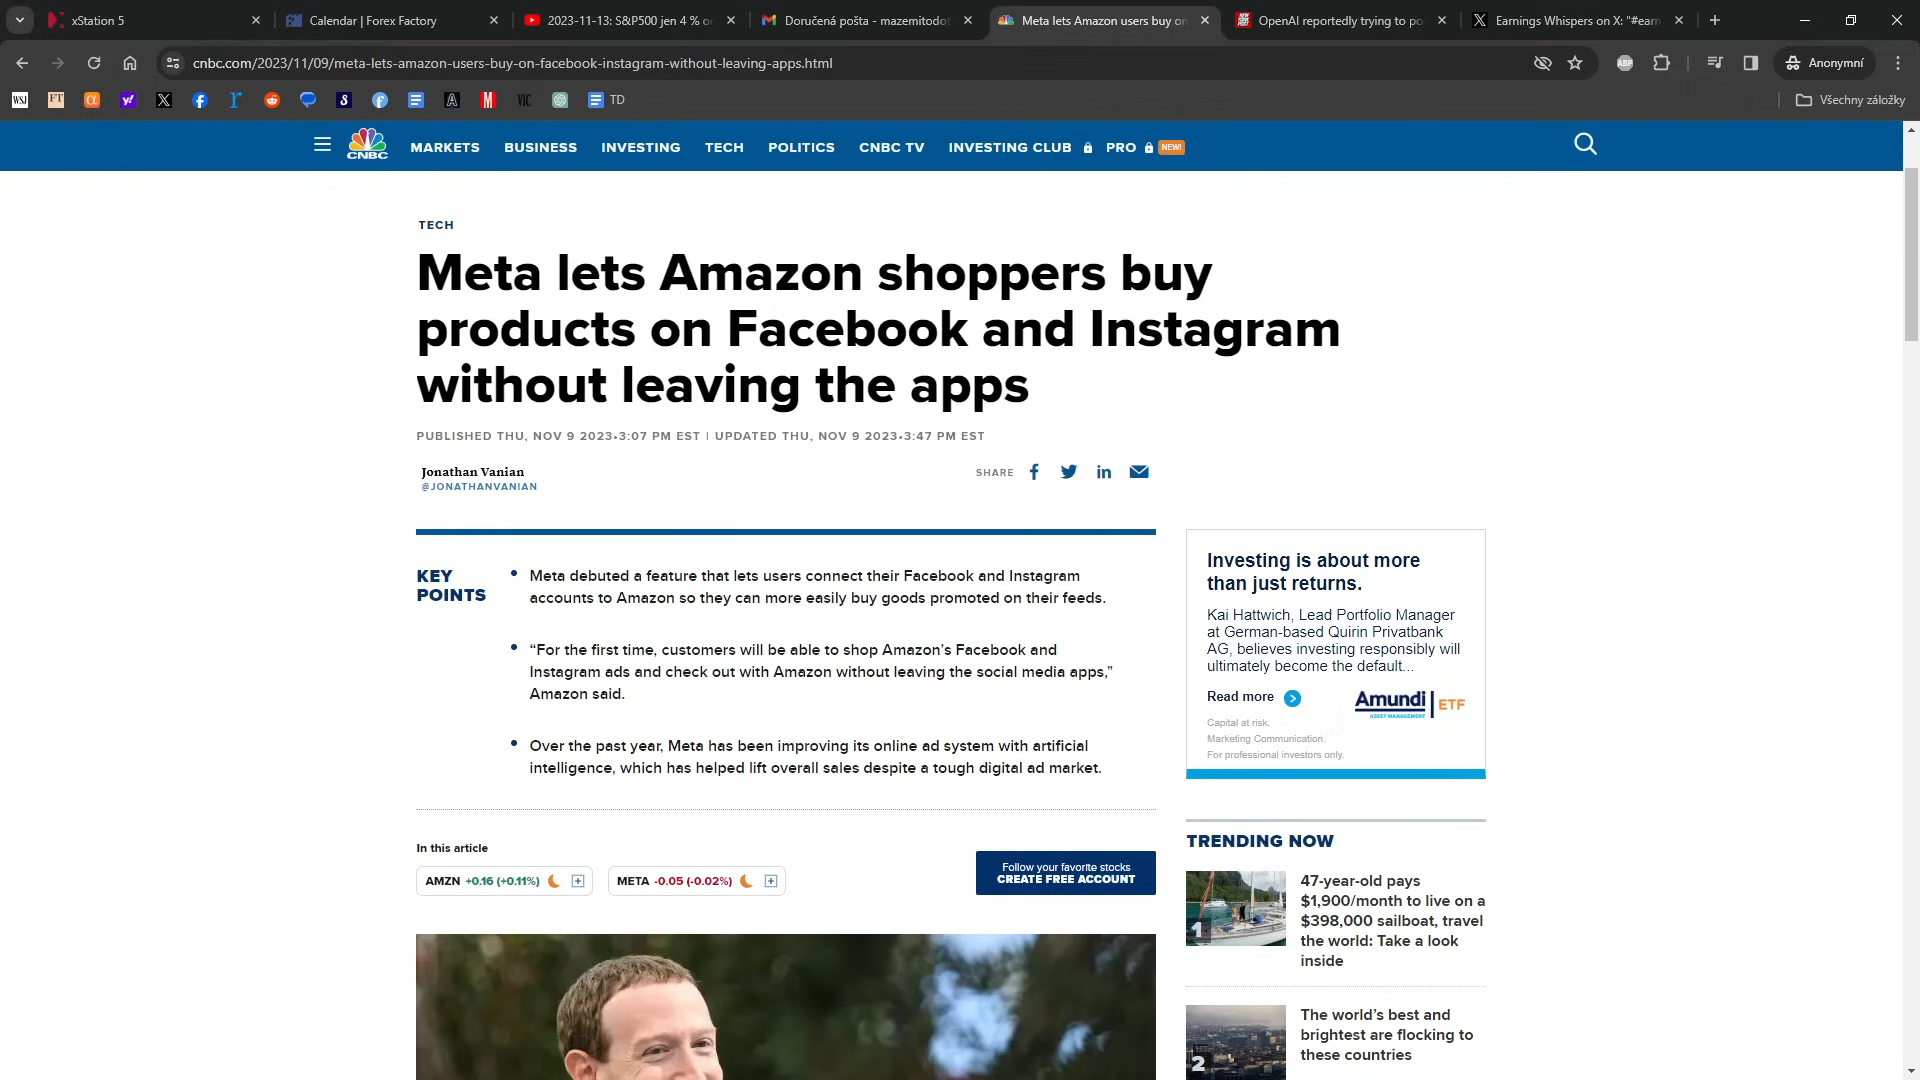 xStation 5
Calendar | Forex Factory
2023-11-13: S&P500 jen 4 % o
Doručená pošta - mazemitodo
Meta lets Amazon users buy on
OpenAI reportedly trying to po
Earnings Whispers on X: "#earn
cnbc.com/2023/11/09/meta-lets-amazon-users-buy-on-facebook-instagram-without-leaving-apps.html
ABP
Anonymní
WSJ
FT
VIC
TD
Všechny záložky
CNBC
MARKETS
BUSINESS
INVESTING
TECH
POLITICS
CNBC TV
INVESTING CLUB
PRO
NEW!
TECH
Meta lets Amazon shoppers buy
products on Facebook and Instagram
without leaving the apps
PUBLISHED THU, NOV 9 2023•3:07 PM EST | UPDATED THU, NOV 9 2023•3:47 PM EST
Jonathan Vanian
@JONATHANVANIAN
SHARE
KEY
POINTS
• Meta debuted a feature that lets users connect their Facebook and Instagram
accounts to Amazon so they can more easily buy goods promoted on their feeds.
• “For the first time, customers will be able to shop Amazon’s Facebook and
Instagram ads and check out with Amazon without leaving the social media apps,”
Amazon said.
• Over the past year, Meta has been improving its online ad system with artificial
intelligence, which has helped lift overall sales despite a tough digital ad market.
In this article
AMZN +0.16 (+0.11%)
META -0.05 (-0.02%)
Follow your favorite stocks
CREATE FREE ACCOUNT
Investing is about more
than just returns.
Kai Hattwich, Lead Portfolio Manager
at German-based Quirin Privatbank
AG, believes investing responsibly will
ultimately become the default...
Read more
Amundi ETF
ASSET MANAGEMENT
Capital at risk.
Marketing Communication.
For professional investors only.
TRENDING NOW
1
47-year-old pays
$1,900/month to live on a
$398,000 sailboat, travel
the world: Take a look
inside
2
The world’s best and
brightest are flocking to
these countries